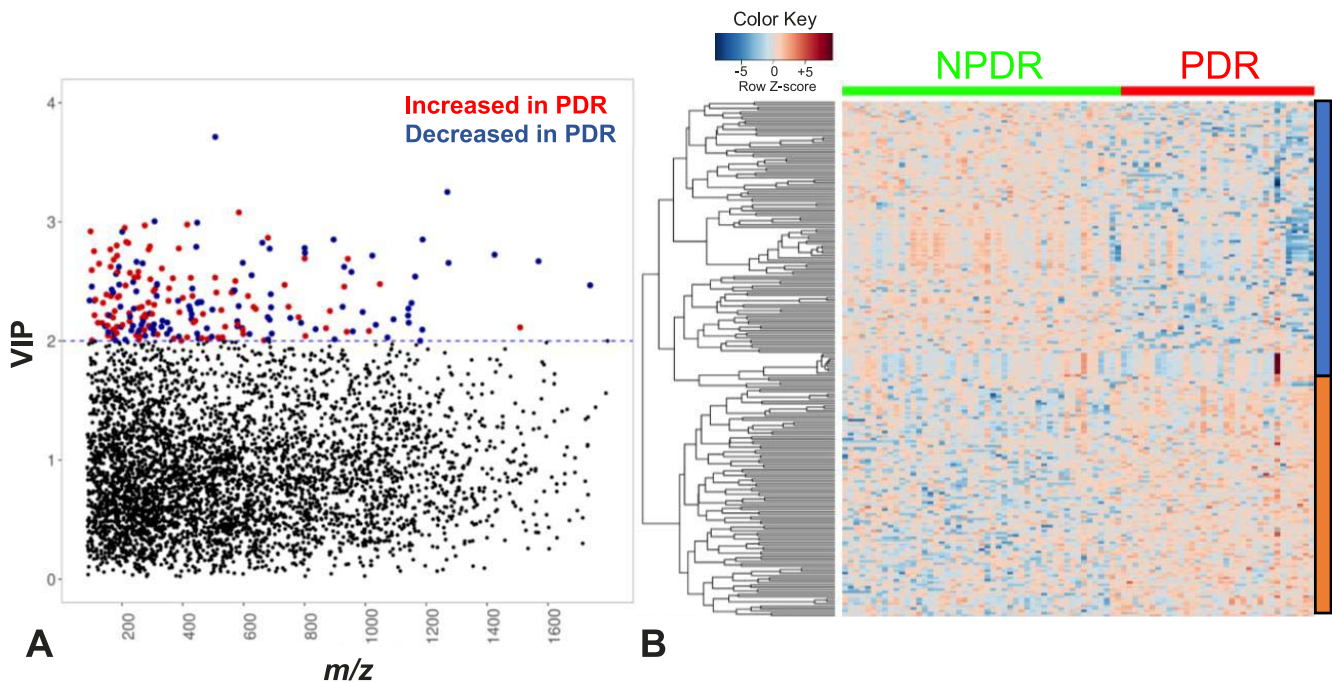 Increased in PDR
Decreased in PDR
VIP
4
3
2
1
0
200
400
600
800
1000
1200
1400
1600
m/z
A
Color Key
-5
0
+5
Row Z-score
NPDR
PDR
B